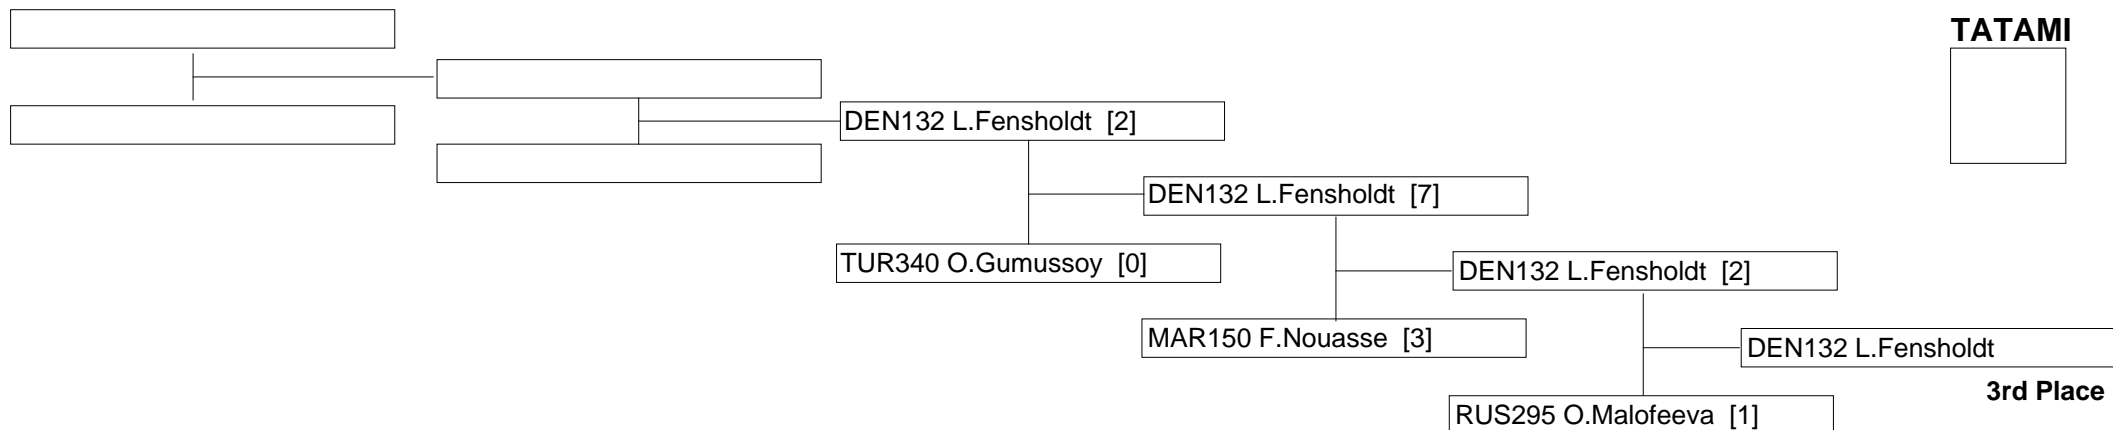 TATAMI
DEN132 L.Fensholdt [2]
DEN132 L.Fensholdt [7]
TUR340 O.Gumussoy [0]
DEN132 L.Fensholdt [2]
MAR150 F.Nouasse [3]
DEN132 L.Fensholdt
3rd Place
RUS295 O.Malofeeva [1]